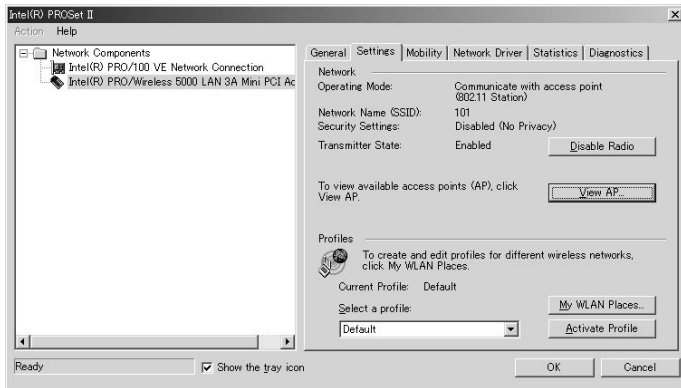 Intel(R) PROSet II
Action Help
Network Components
Intel(R) PRO/100 VE Network Connection
Intel(R) PRO/Wireless 5000 LAN 3A Mini PCI Ac
General Settings Mobility Network Driver Statistics Diagnostics
Network
Operating Mode: Communicate with access point
(802.11 Station)
Network Name (SSID): 101
Security Settings: Disabled (No Privacy)
Transmitter State: Enabled Disable Radio
To view available access points (AP), click
View AP.
View AP...
Profiles
To create and edit profiles for different wireless networks,
click My WLAN Places.
Current Profile: Default
Select a profile:
My WLAN Places...
Default
Activate Profile
Ready
Show the tray icon
OK Cancel